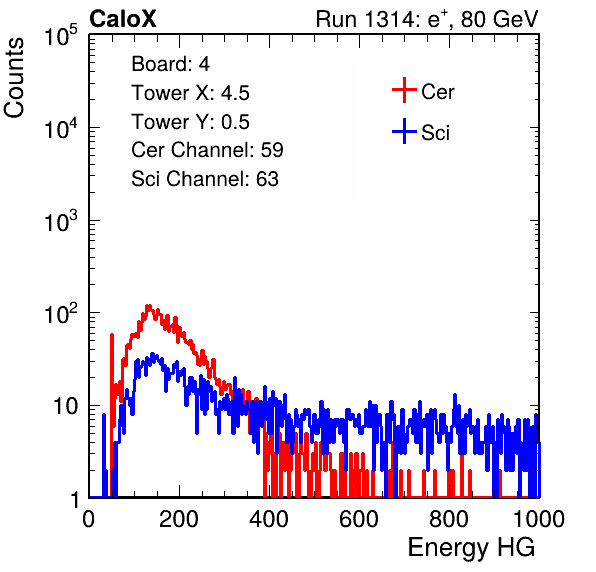 CaloX Run 1314: e⁺, 80 GeV
Counts
Board: 4
Tower X: 4.5
Tower Y: 0.5
Cer Channel: 59
Sci Channel: 63
Cer
Sci
10⁵
10⁴
10³
10²
10
1
0 200 400 600 800 1000
Energy HG